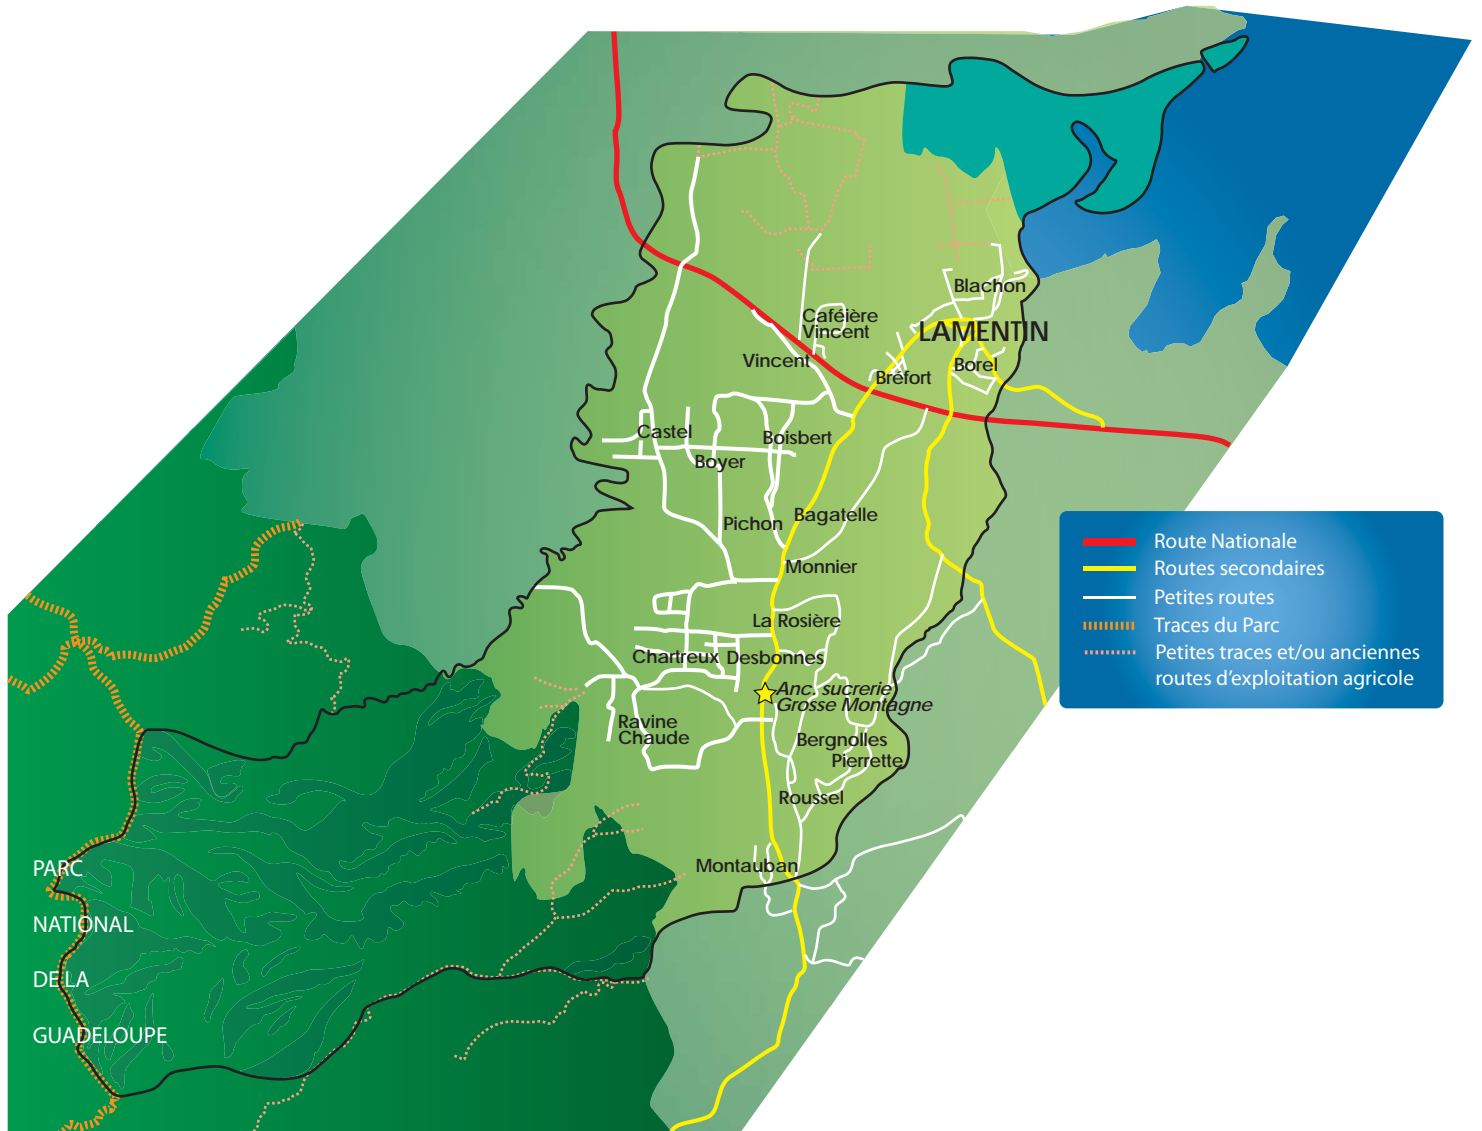 Blachon
Caféière
Vincent
LAMENTIN
Vincent
Borel
Bréfort
Castel
Boisbert
Boyer
Pichon
Bagatelle
Monnier
La Rosière
Chartreux
Desbonnes
Anc. sucrerie
Grosse Montagne
Ravine
Chaude
Bergnolles
Pierrette
Roussel
Montauban
PARC
NATIONAL
DE LA
GUADELOUPE
Route Nationale
Routes secondaires
Petites routes
Traces du Parc
Petites traces et/ou anciennes
routes d'exploitation agricole